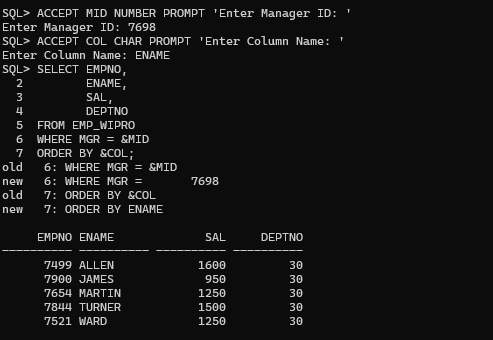 SQL> ACCEPT MID NUMBER PROMPT 'Enter Manager ID: '
Enter Manager ID: 7698
SQL> ACCEPT COL CHAR PROMPT 'Enter Column Name: '
Enter Column Name: ENAME
SQL> SELECT EMPNO,
  2         ENAME,
  3         SAL,
  4         DEPTNO
  5  FROM EMP_WIPRO
  6  WHERE MGR = &MID
  7  ORDER BY &COL;
old   6: WHERE MGR = &MID
new   6: WHERE MGR =       7698
old   7: ORDER BY &COL
new   7: ORDER BY ENAME
     EMPNO ENAME             SAL     DEPTNO
---------- ---------- ---------- ----------
      7499 ALLEN            1600         30
      7900 JAMES             950         30
      7654 MARTIN           1250         30
      7844 TURNER           1500         30
      7521 WARD             1250         30